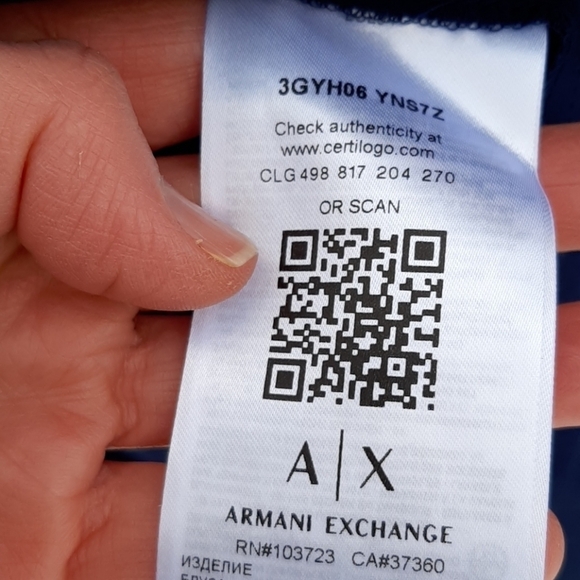 3GYH06 YNS7Z
Check authenticity at
www.certilogo.com
CLG 498 817 204 270
OR SCAN
A|X
ARMANI EXCHANGE
RN#103723 CA#37360
ИЗДЕЛИЕ